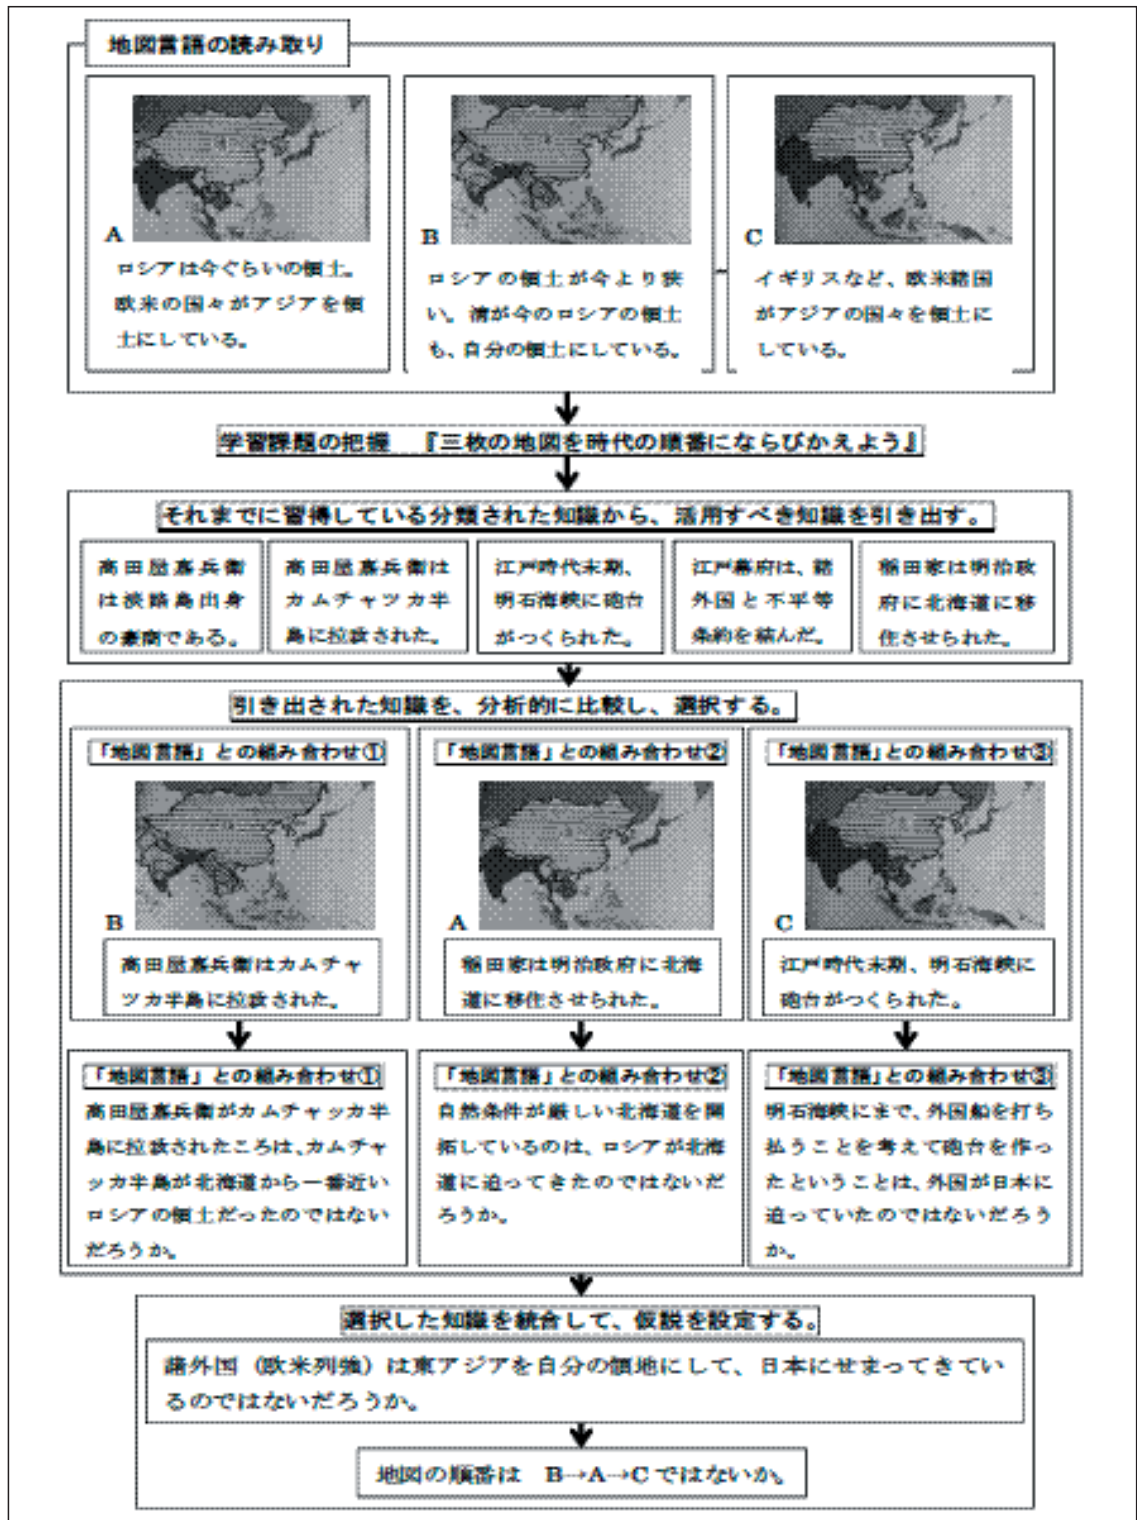 地図言語の読み取り
A
ロシアは今ぐらいの領土。
欧米の国々がアジアを領
土にしている。
B
ロシアの領土が今より狭
い。清が今のロシアの領土
も、自分の領土にしている。
C
イギリスなど、欧米諸国
がアジアの国々を領土に
している。
学習課題の把握 『三枚の地図を時代の順番にならびかえよう』
それまでに習得している分類された知識から、活用すべき知識を引き出す。
高田屋嘉兵衛
は淡路島出身
の豪商である。
高田屋嘉兵衛は
カムチャツカ半
島に拉致された。
江戸時代末期、
明石海峡に砲台
がつくられた。
江戸幕府は、諸
外国と不平等
条約を結んだ。
稲田家は明治政
府に北海道に移
住させられた。
引き出された知識を、分析的に比較し、選択する。
「地図言語」との組み合わせ①
B
高田屋嘉兵衛はカムチャ
ツカ半島に拉致された。
「地図言語」との組み合わせ②
A
稲田家は明治政府に北海
道に移住させられた。
「地図言語」との組み合わせ③
C
江戸時代末期、明石海峡に
砲台がつくられた。
「地図言語」との組み合わせ①
高田屋嘉兵衛がカムチャッカ半
島に拉致されたころは、カムチャ
ッカ半島が北海道から一番近い
ロシアの領土だったのではない
だろうか。
「地図言語」との組み合わせ②
自然条件が厳しい北海道を開
拓しているのは、ロシアが北海
道に迫ってきたのではないだ
ろうか。
「地図言語」との組み合わせ③
明石海峡にまで、外国船を打ち
払うことを考えて砲台を作っ
たということは、外国が日本に
迫っていたのではないだろう
か。
選択した知識を統合して、仮説を設定する。
諸外国（欧米列強）は東アジアを自分の領地にして、日本にせまってきてい
るのではないだろうか。
地図の順番は B→A→Cではないか。